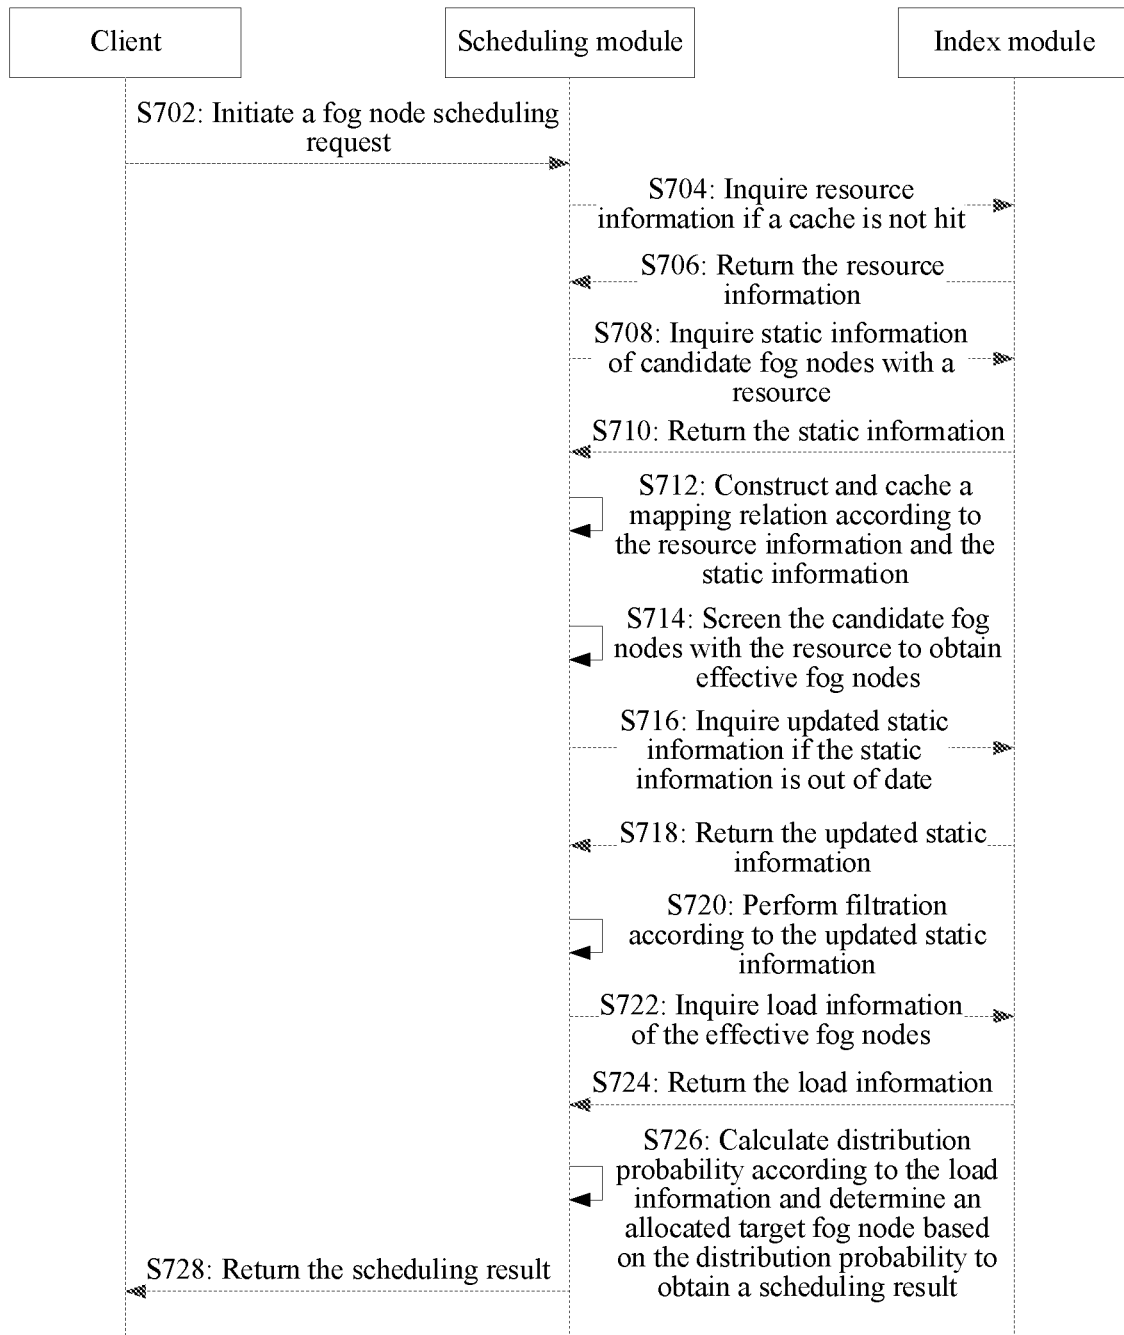 Client
Scheduling module
Index module
S702: Initiate a fog node scheduling
request
S704: Inquire resource
information if a cache is not hit
S706: Return the resource
information
S708: Inquire static information
of candidate fog nodes with a
resource
S710: Return the static information
S712: Construct and cache a
mapping relation according to
the resource information and the
static information
S714: Screen the candidate fog
nodes with the resource to obtain
effective fog nodes
S716: Inquire updated static
information if the static
information is out of date
S718: Return the updated static
information
S720: Perform filtration
according to the updated static
information
S722: Inquire load information
of the effective fog nodes
S724: Return the load information
S726: Calculate distribution
probability according to the load
information and determine an
allocated target fog node based
on the distribution probability to
obtain a scheduling result
S728: Return the scheduling result